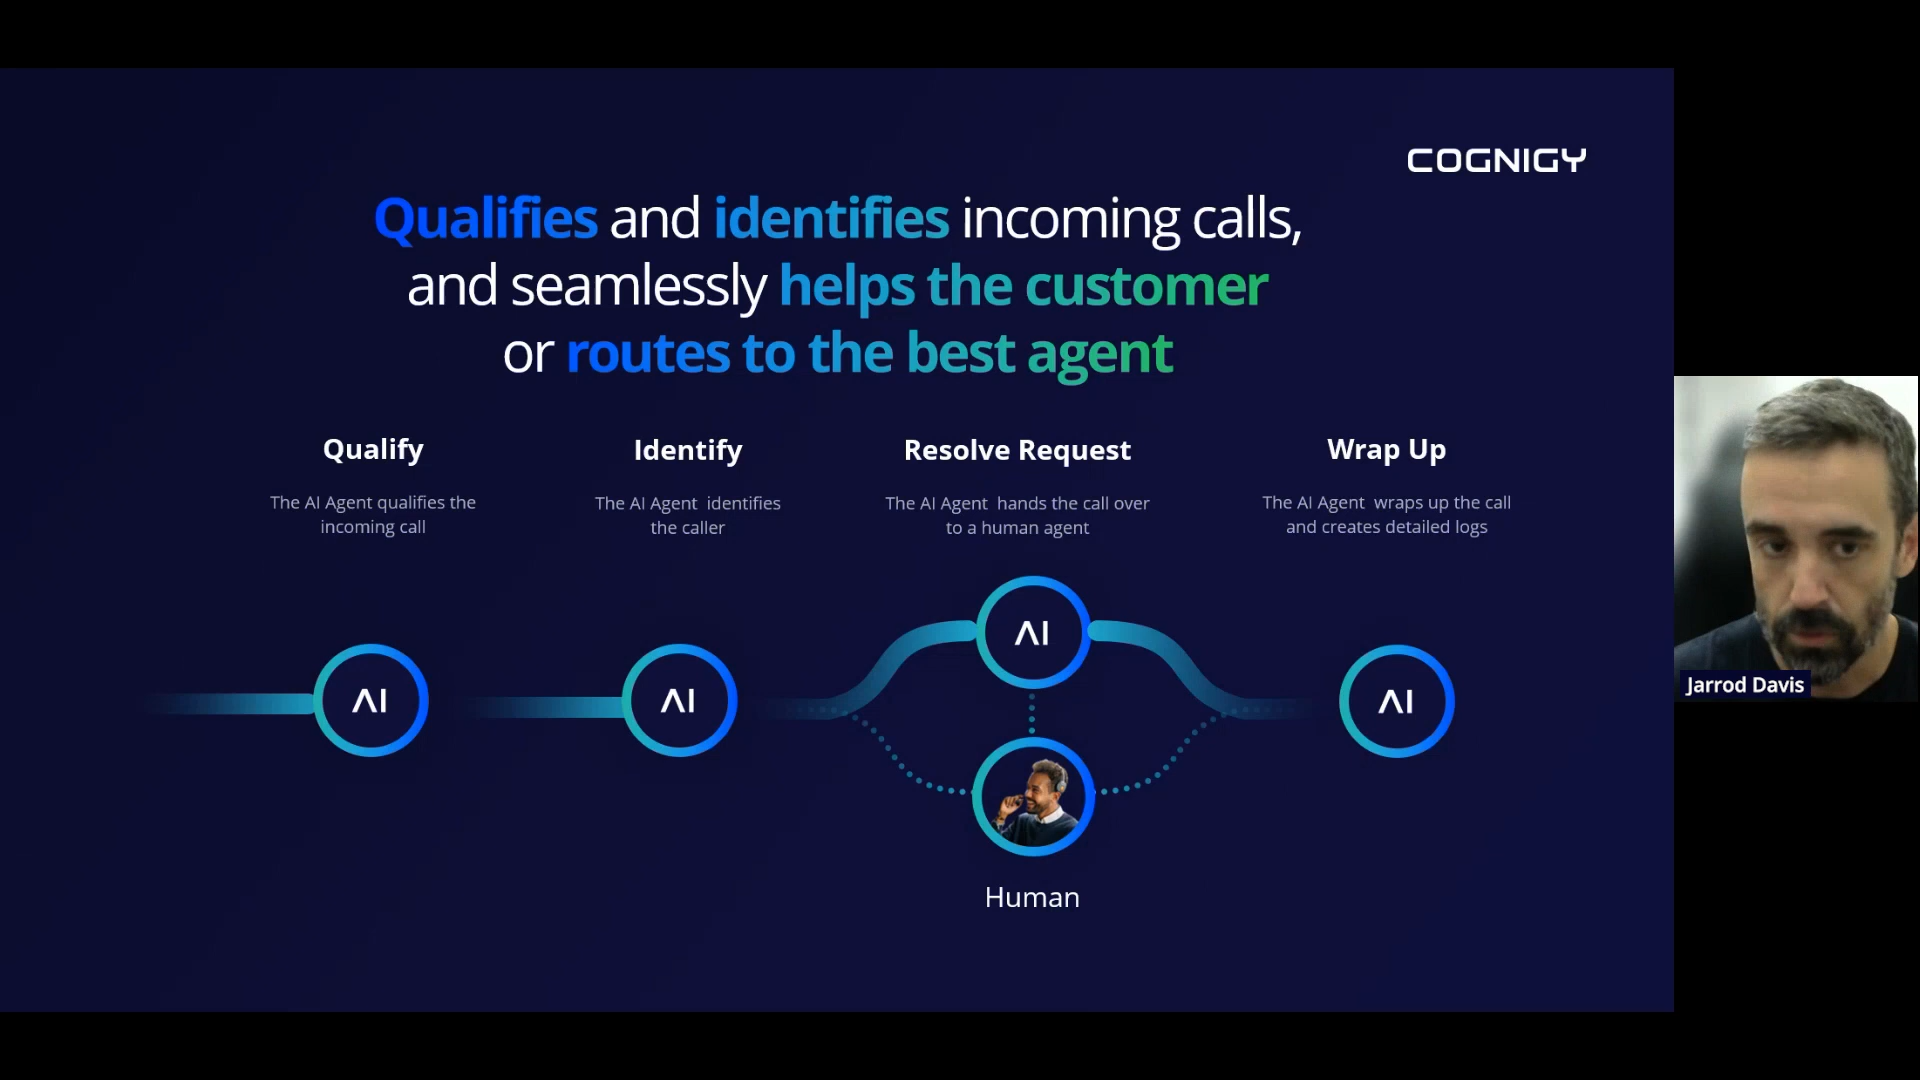 COGNIGY
Qualifies and identifies incoming calls,
and seamlessly helps the customer
or routes to the best agent
Qualify
The AI Agent qualifies the
incoming call
Identify
The AI Agent identifies
the caller
Resolve Request
The AI Agent hands the call over
to a human agent
Wrap Up
The AI Agent wraps up the call
and creates detailed logs
AI
AI
AI
AI
Human
Jarrod Davis